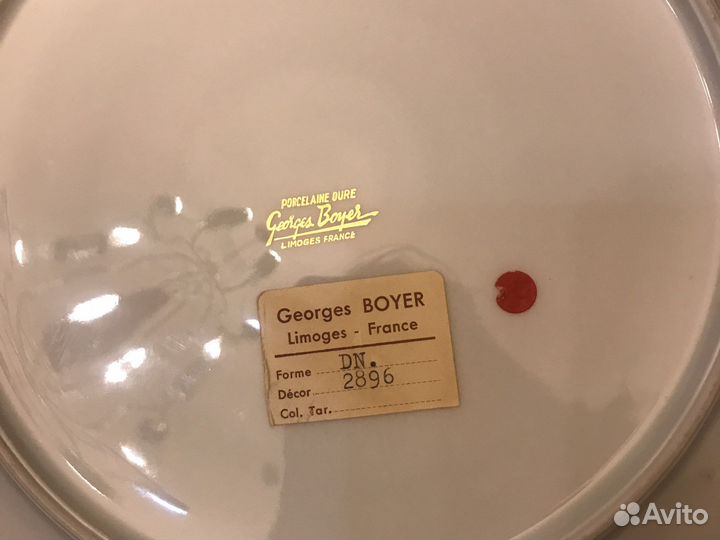 PORCELAINE DURE
Georges Boyer
LIMOGES FRANCE
Georges BOYER
Limoges - France
Forme DN.
Décor 2896
Col. Tar.
Avito